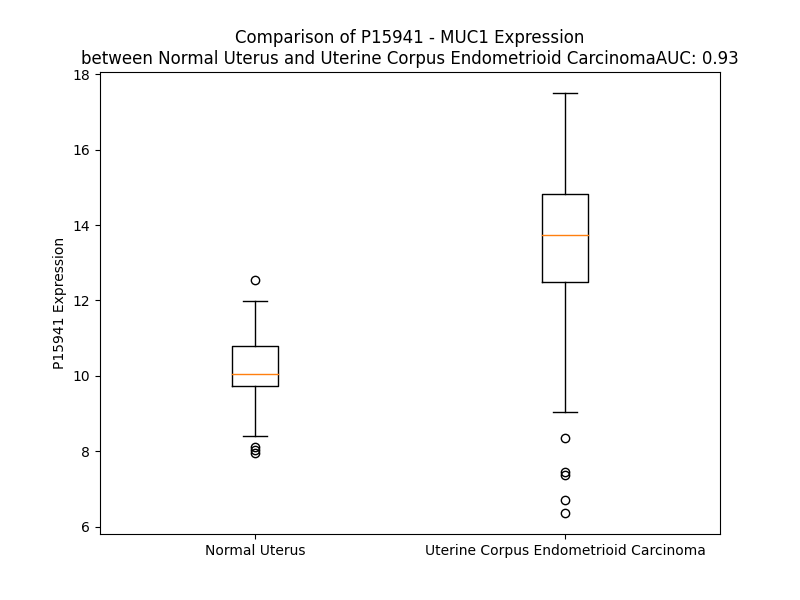 Comparison of P15941 - MUC1 Expression
between Normal Uterus and Uterine Corpus Endometrioid CarcinomaAUC: 0.93
18
16
14
12
10
8
6
P15941 Expression
Normal Uterus
Uterine Corpus Endometrioid Carcinoma